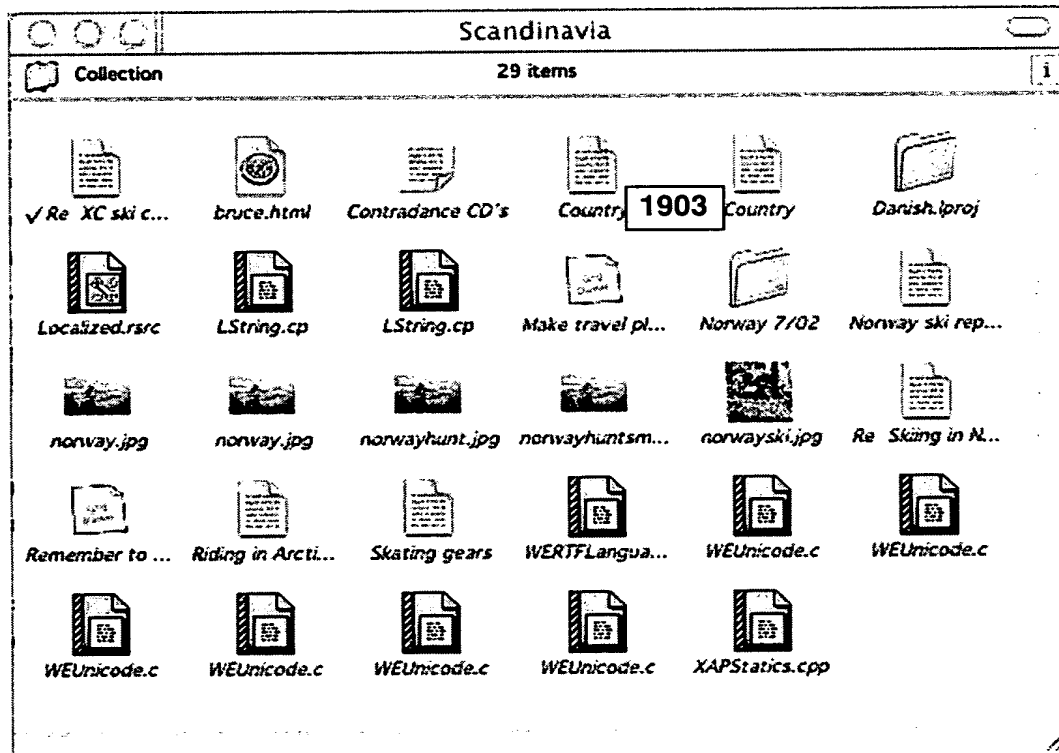 Scandinavia
Collection 29 items i
✓ Re XC ski c... bruce.html Contradance CD's Country 1903 Country Danish.lproj
Localized.rsrc LString.cp LString.cp Make travel pl... Norway 7/02 Norway ski rep...
norway.jpg norway.jpg norwayhunt.jpg norwayhuntsm... norwayski.jpg Re Skiing in N...
Remember to ... Riding in Arcti... Skating gears WERTFLangua... WEUnicode.c WEUnicode.c
WEUnicode.c WEUnicode.c WEUnicode.c WEUnicode.c XAPStatics.cpp